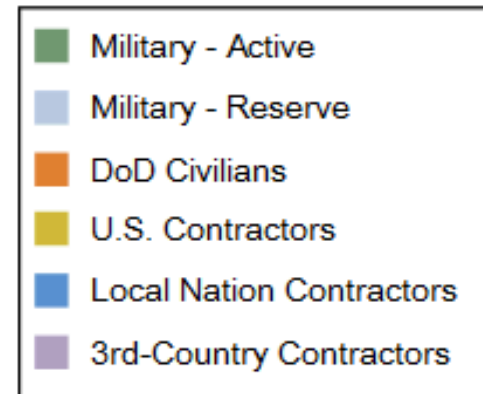 Military - Active
Military - Reserve
DoD Civilians
U.S. Contractors
Local Nation Contractors
3rd-Country Contractors